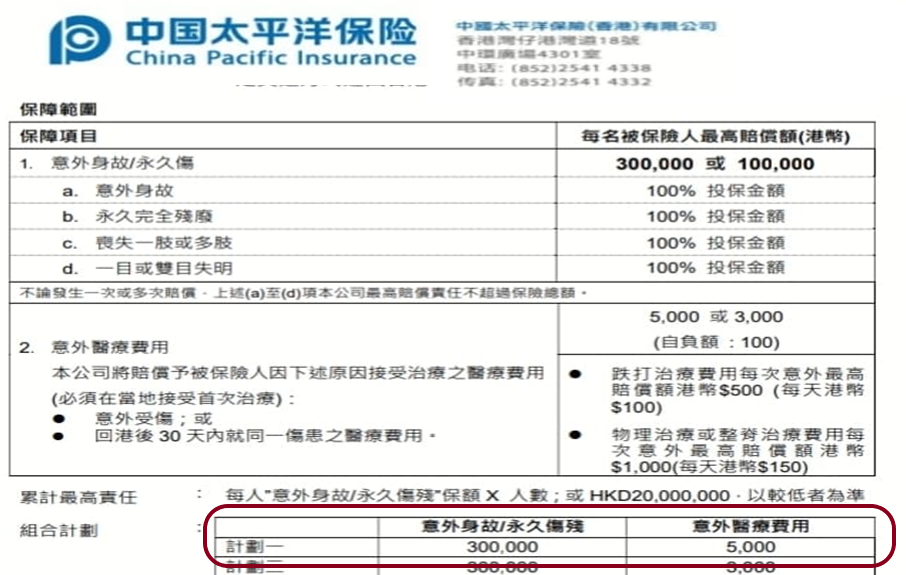 中国太平洋保险
China Pacific Insurance
中國太平洋保險(香港)有限公司
香港灣仔港灣道18號
中環廣場4301室
电话: (852)2541 4338
传真: (852)2541 4332
保障範圍
保障項目 每名被保險人最高賠償額(港幣)
1. 意外身故/永久傷 300,000 或 100,000
a. 意外身故 100% 投保金額
b. 永久完全殘廢 100% 投保金額
c. 喪失一肢或多肢 100% 投保金額
d. 一目或雙目失明 100% 投保金額
不論發生一次或多次賠償，上述(a)至(d)項本公司最高賠償責任不超過保險總額。
2. 意外醫療費用
本公司將賠償予被保險人因下述原因接受治療之醫療費用
(必須在當地接受首次治療)：
● 意外受傷；或
● 回港後 30 天內就同一傷患之醫療費用。
5,000 或 3,000
(自負額：100)
● 跌打治療費用每次意外最高
賠償額港幣$500 (每天港幣
$100)
● 物理治療或整脊治療費用每
次意外最高賠償額港幣
$1,000(每天港幣$150)
累計最高責任 : 每人"意外身故/永久傷殘"保額 X 人數；或 HKD20,000,000，以較低者為準
組合計劃 :
意外身故/永久傷殘 意外醫療費用
計劃一 300,000 5,000
計劃二 300,000 3,000